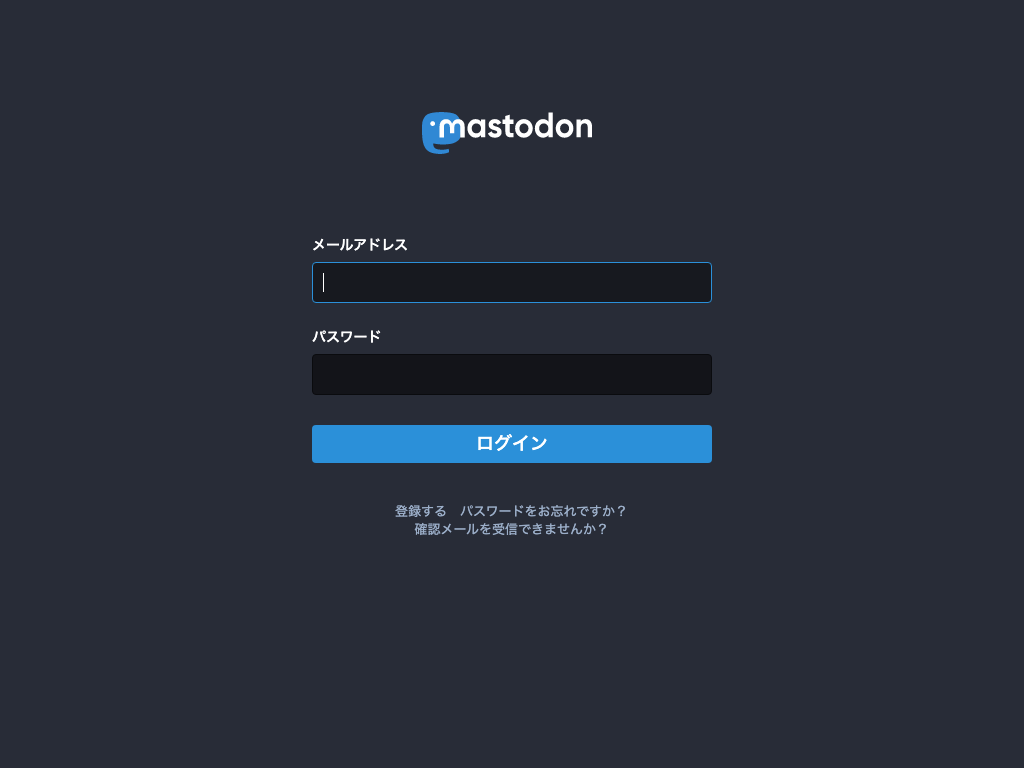 mastodon
メールアドレス
パスワード
ログイン
登録する　パスワードをお忘れですか？
確認メールを受信できませんか？